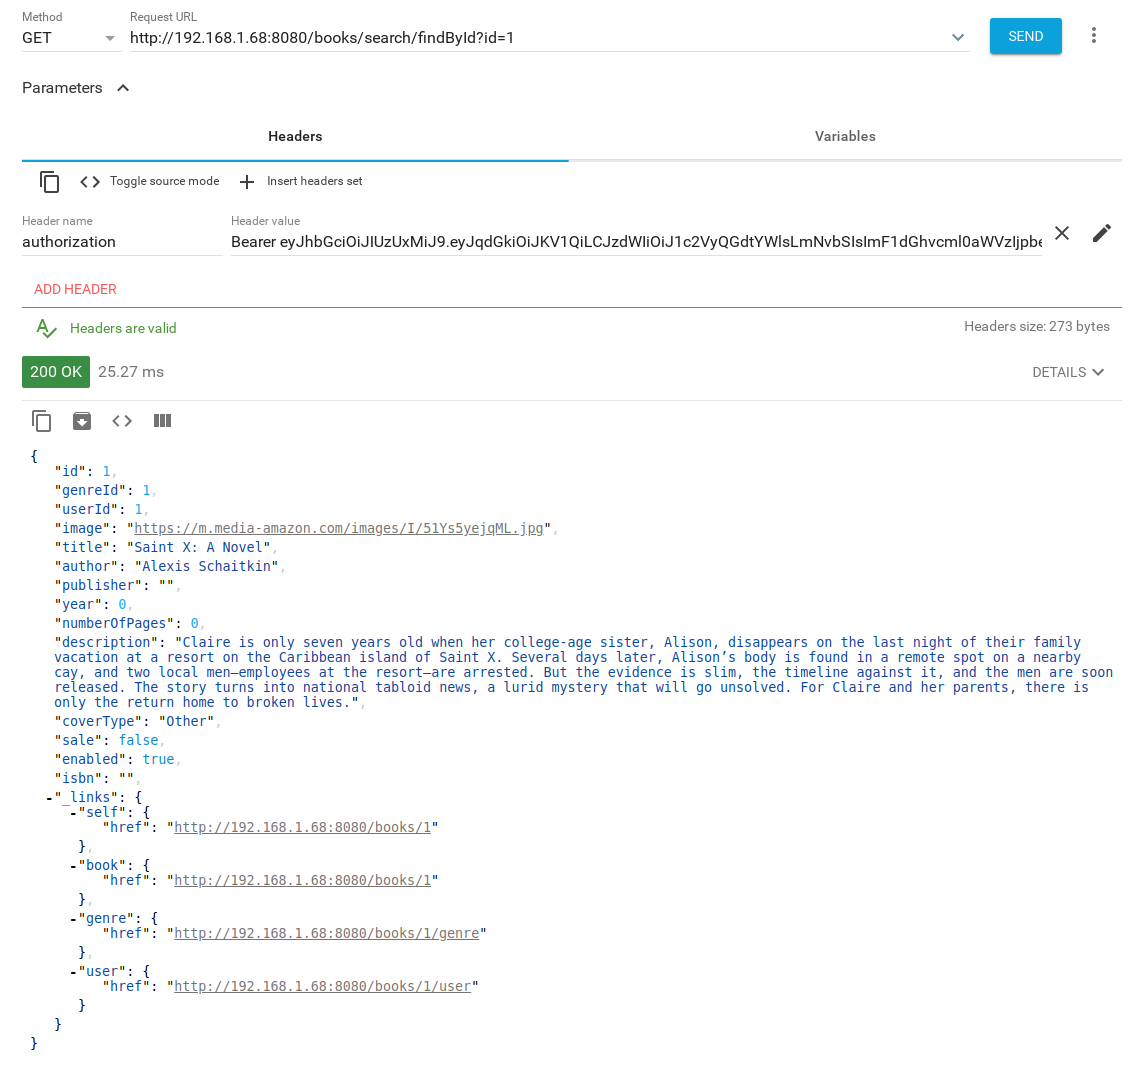 Method
Request URL
GET
http://192.168.1.68:8080/books/search/findById?id=1
SEND
Parameters
Headers
Variables
Toggle source mode
Insert headers set
Header name
Header value
authorization
Bearer eyJhbGciOiJIUzUxMiJ9.eyJqdGkiOiJKV1QiLCJzdWIiOiJ1c2VyQGdtYWlsLmNvbSIsImF1dGhvcml0aWVzIjpbe
ADD HEADER
Headers are valid
Headers size: 273 bytes
200 OK
25.27 ms
DETAILS
{
"id": 1,
"genreId": 1,
"userId": 1,
"image": "https://m.media-amazon.com/images/I/51Ys5yejqML.jpg",
"title": "Saint X: A Novel",
"author": "Alexis Schaitkin",
"publisher": "",
"year": 0,
"numberOfPages": 0,
"description": "Claire is only seven years old when her college-age sister, Alison, disappears on the last night of their family
vacation at a resort on the Caribbean island of Saint X. Several days later, Alison’s body is found in a remote spot on a nearby
cay, and two local men—employees at the resort—are arrested. But the evidence is slim, the timeline against it, and the men are soon
released. The story turns into national tabloid news, a lurid mystery that will go unsolved. For Claire and her parents, there is
only the return home to broken lives.",
"coverType": "Other",
"sale": false,
"enabled": true,
"isbn": "",
-"_links": {
-"self": {
"href": "http://192.168.1.68:8080/books/1"
},
-"book": {
"href": "http://192.168.1.68:8080/books/1"
},
-"genre": {
"href": "http://192.168.1.68:8080/books/1/genre"
},
-"user": {
"href": "http://192.168.1.68:8080/books/1/user"
}
}
}